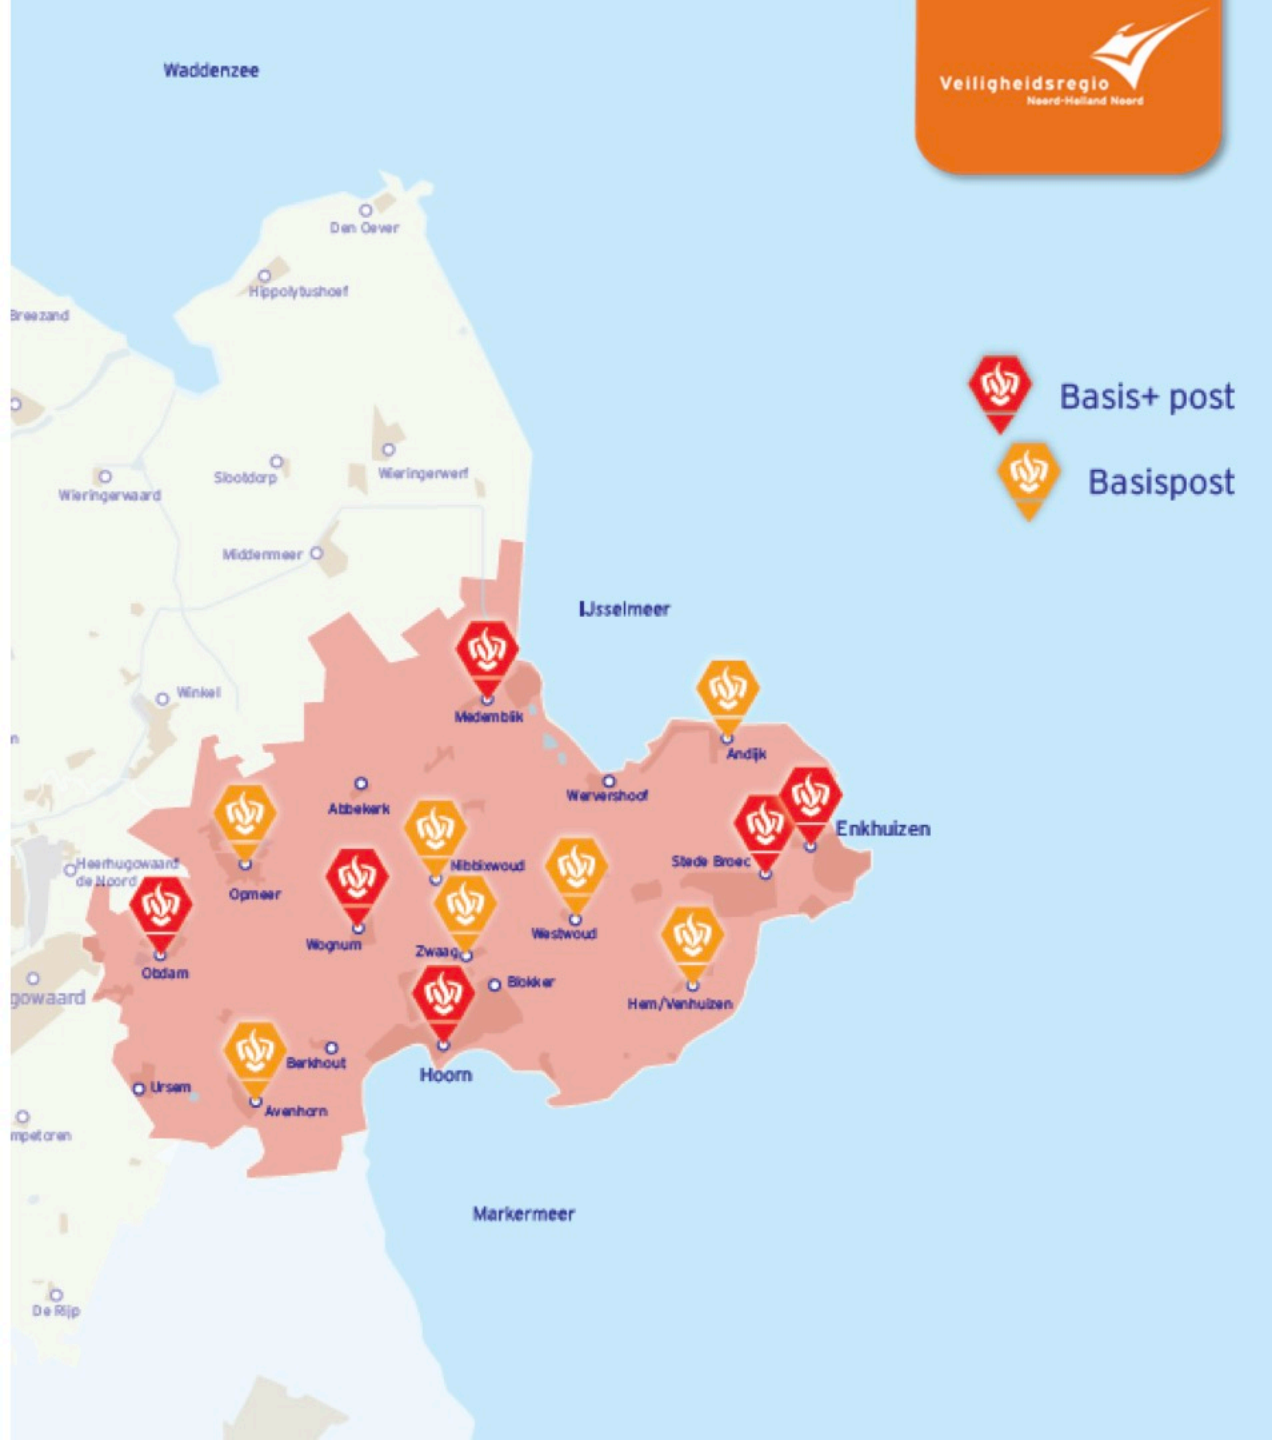 Waddenzee
Veiligheidsregio
Noord-Holland Noord
Den Oever
Hippolytushoef
Breezand
Basis+ post
Slootdorp
Wieringerwerf
Basispost
Wieringerwaard
Middenmeer
IJsselmeer
Winkel
Medemblik
Andijk
Wervershoof
Abbekerk
Enkhuizen
Heerhugowaard
de Noord
Stede Broec
Nibbixwoud
Opmeer
Westwoud
Wognum
Zwaag
Obdam
Blokker
gowaard
Hem/Venhuizen
Berkhout
Hoorn
Ursem
Avenhorn
mpetoren
Markermeer
De Rijp